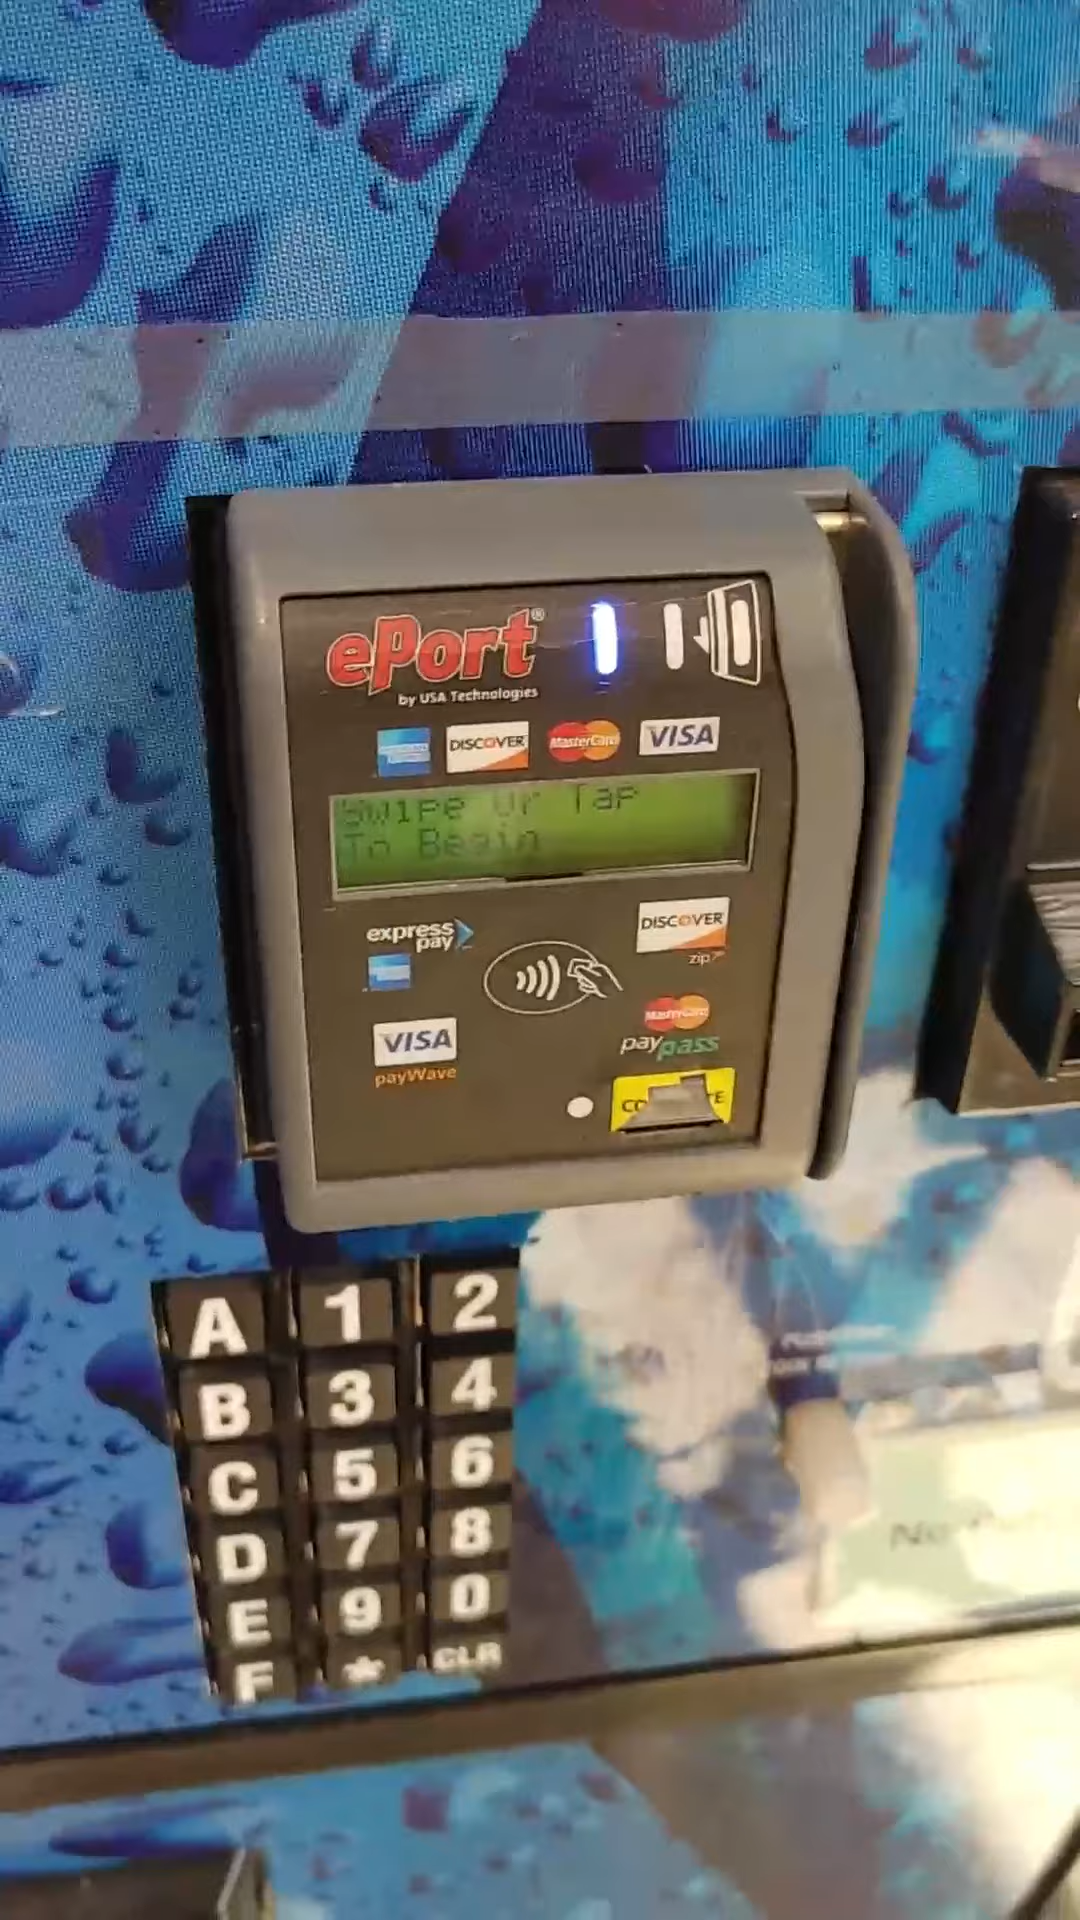 ePort®
by USA Technologies
DISCOVER MasterCard VISA
Swipe Or Tap
To Begin
express
pay
DISCOVER
zip
MasterCard
VISA
paypass
payWave
A 1 2
B 3 4
C 5 6
D 7 8
E 9 0
F * CLR
No